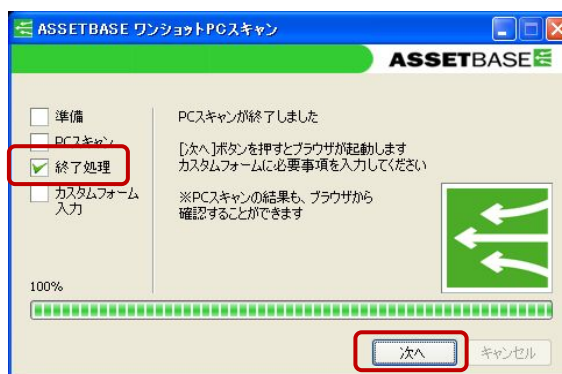 ASSETBASE ワンショットPCスキャン
ASSETBASE
準備
PCスキャン
終了処理
カスタムフォーム
入力
PCスキャンが終了しました
[次へ]ボタンを押すとブラウザが起動します
カスタムフォームに必要事項を入力してください
※PCスキャンの結果も、ブラウザから
確認することができます
100%
次へ
キャンセル